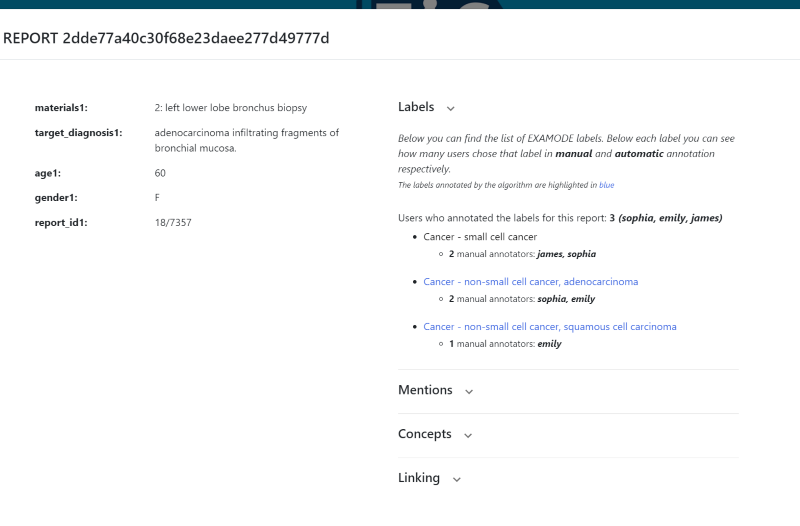 REPORT 2dde77a40c30f68e23daee277d49777d
materials1: 2: left lower lobe bronchus biopsy
target_diagnosis1: adenocarcinoma infiltrating fragments of
bronchial mucosa.
age1: 60
gender1: F
report_id1: 18/7357
Labels
Below you can find the list of EXAMODE labels. Below each label you can see
how many users chose that label in manual and automatic annotation
respectively.
The labels annotated by the algorithm are highlighted in blue
Users who annotated the labels for this report: 3 (sophia, emily, james)
Cancer - small cell cancer
2 manual annotators: james, sophia
Cancer - non-small cell cancer, adenocarcinoma
2 manual annotators: sophia, emily
Cancer - non-small cell cancer, squamous cell carcinoma
1 manual annotators: emily
Mentions
Concepts
Linking